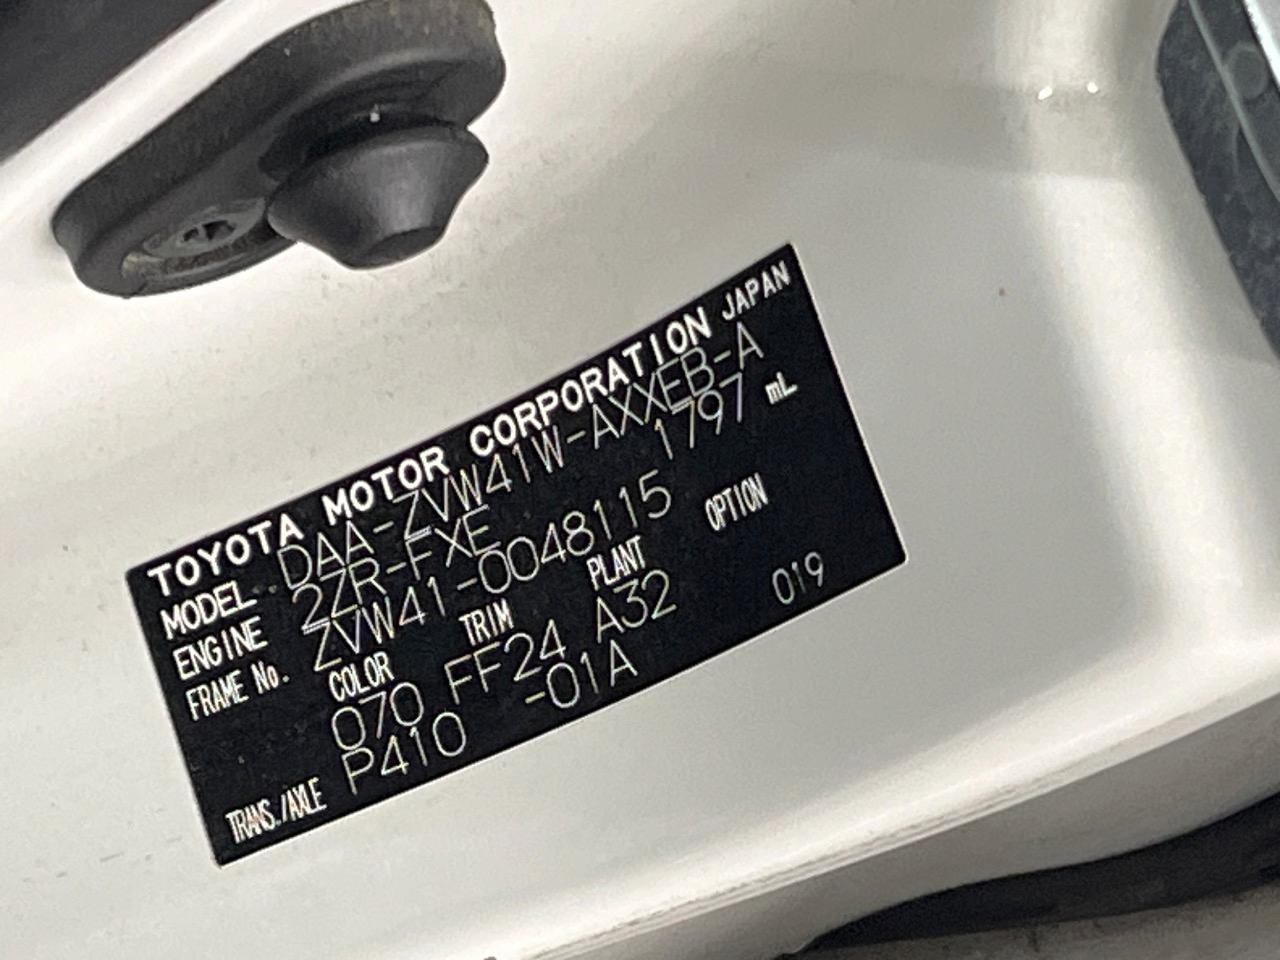 TOYOTA MOTOR CORPORATION JAPAN
MODEL DAA-ZVW41W-AXXEB-A
ENGINE 2ZR-FXE 1797 mL
FRAME No. ZVW41-0048115
COLOR TRIM PLANT OPTION
070 FF24 A32 019
TRANS./AXLE P410 -01A